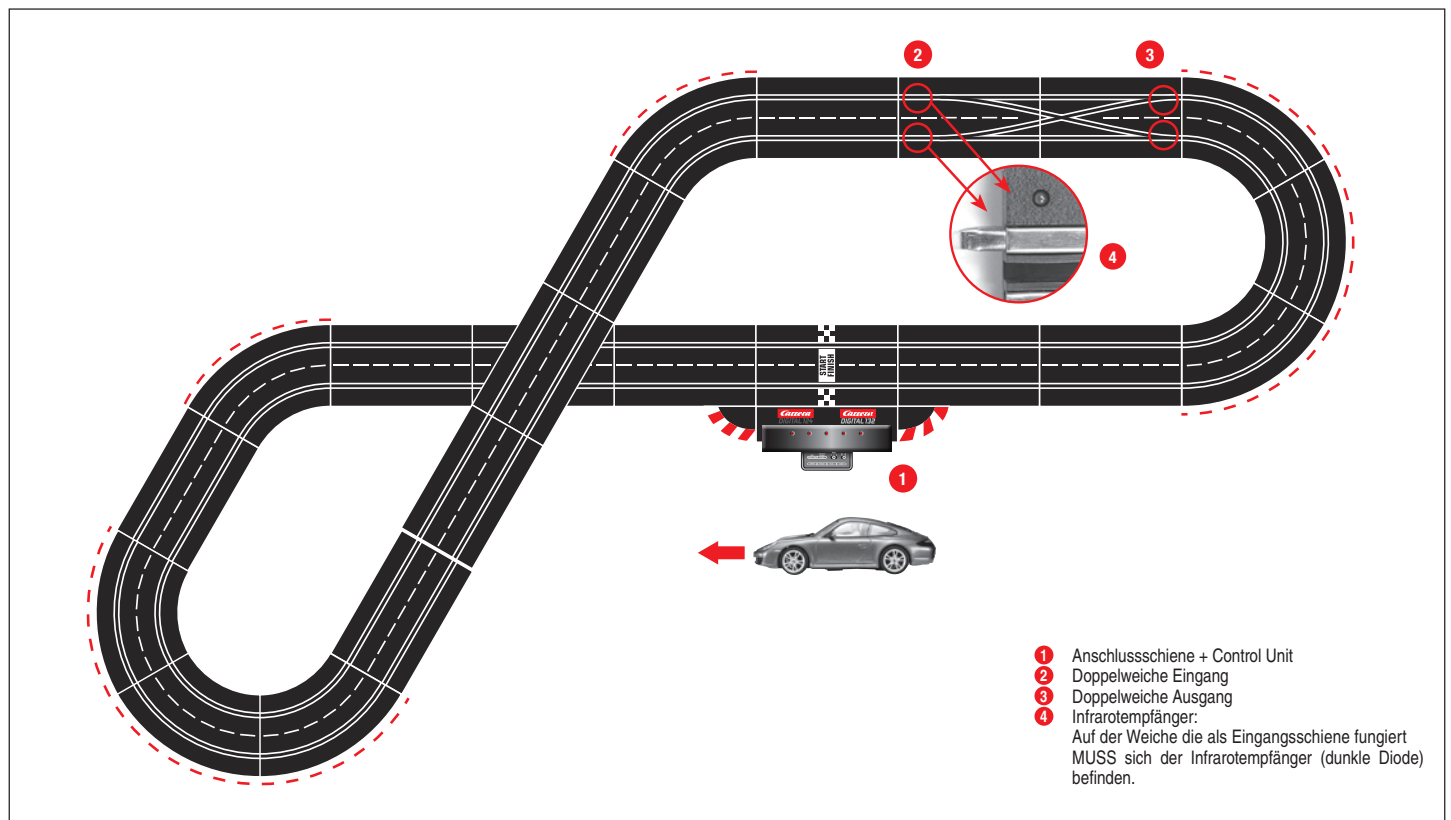 2
3
4
START
FINISH
Carrera
DIGITAL 124
Carrera
DIGITAL 132
1
1 Anschlussschiene + Control Unit
2 Doppelweiche Eingang
3 Doppelweiche Ausgang
4 Infrarotempfänger:
Auf der Weiche die als Eingangsschiene fungiert
MUSS sich der Infrarotempfänger (dunkle Diode)
befinden.